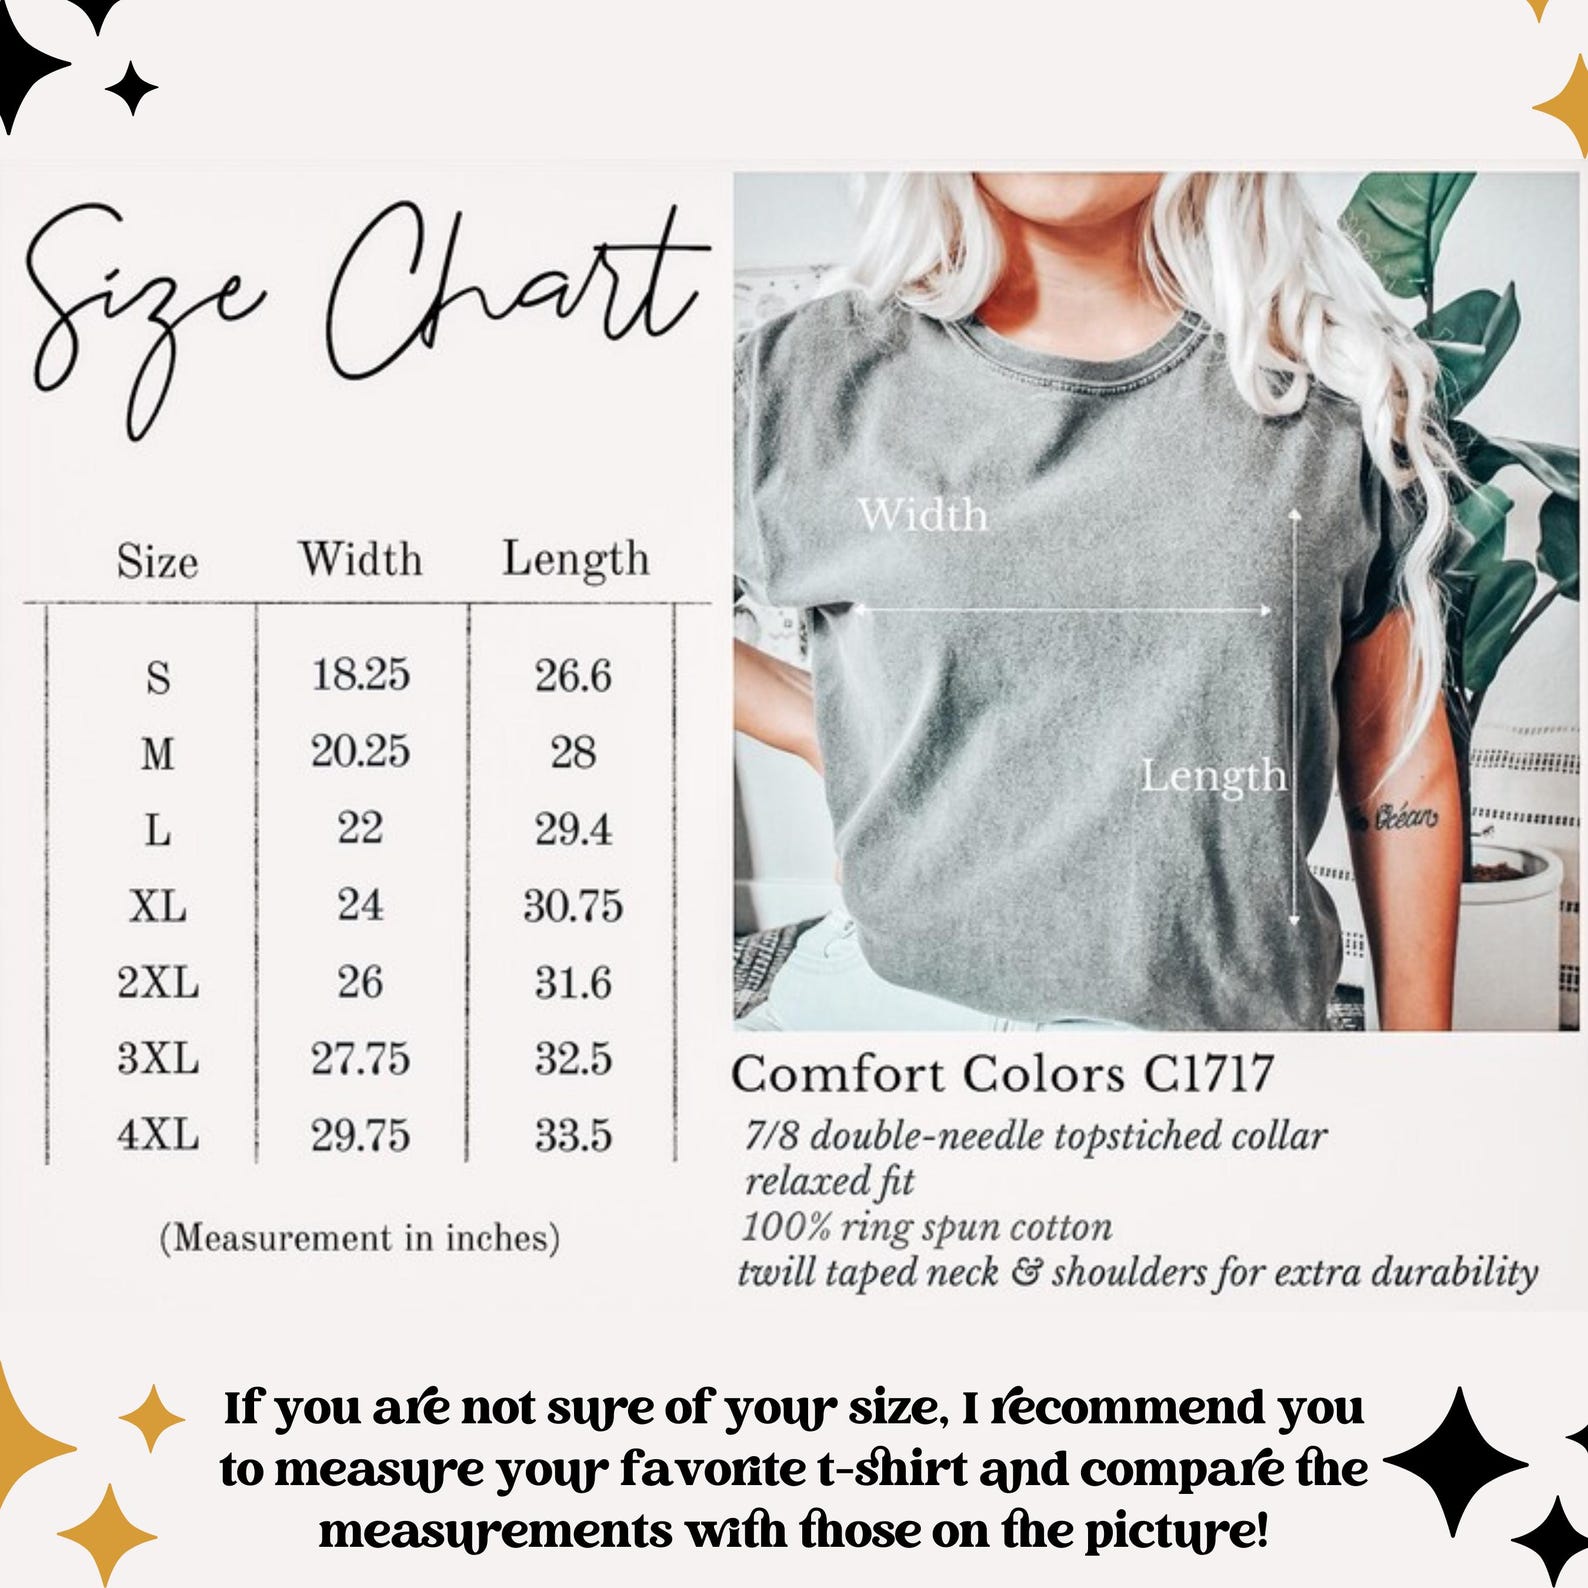 Size Chart
Size Width Length
S 18.25 26.6
M 20.25 28
L 22 29.4
XL 24 30.75
2XL 26 31.6
3XL 27.75 32.5
4XL 29.75 33.5
(Measurement in inches)
Width
Length
Océan
Comfort Colors C1717
7/8 double-needle topstiched collar
relaxed fit
100% ring spun cotton
twill taped neck & shoulders for extra durability
If you are not sure of your size, I recommend you
to measure your favorite t-shirt and compare the
measurements with those on the picture!